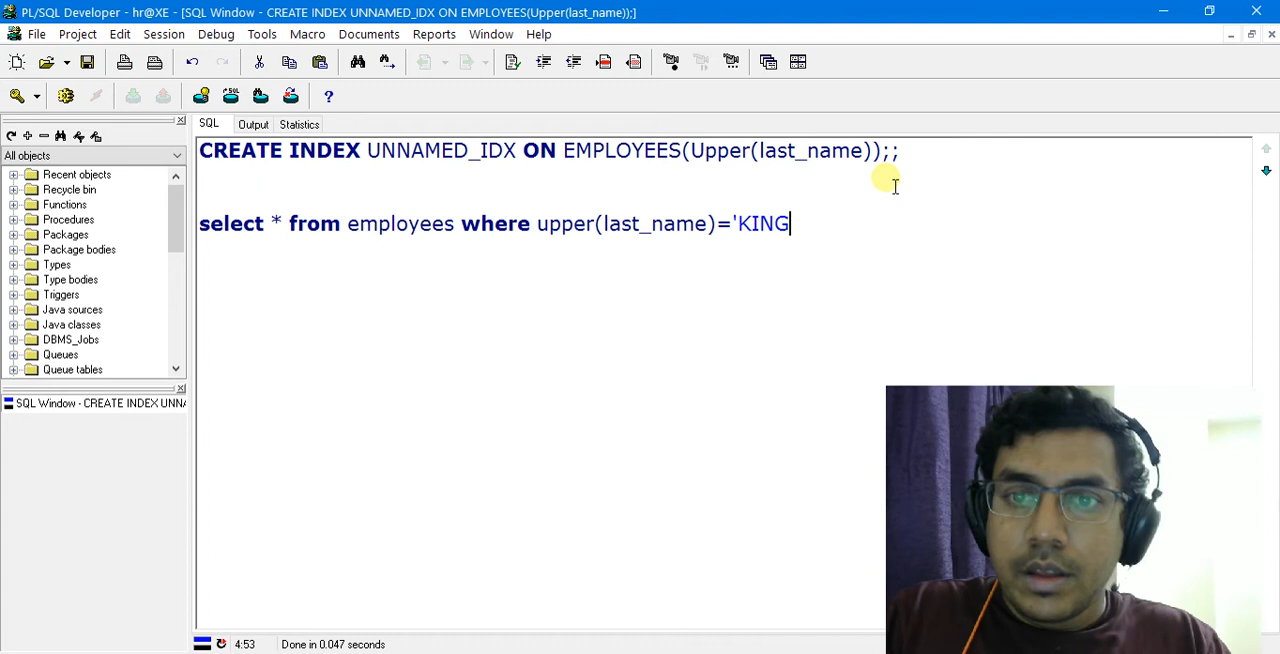 PL/SQL Developer - hr@XE - [SQL Window - CREATE INDEX UNNAMED_IDX ON EMPLOYEES(Upper(last_name));;]
File Project Edit Session Debug Tools Macro Documents Reports Window Help
SQL Output Statistics
All objects
Recent objects
Recycle bin
Functions
Procedures
Packages
Package bodies
Types
Type bodies
Triggers
Java sources
Java classes
DBMS_Jobs
Queues
Queue tables
SQL Window - CREATE INDEX UNNA
CREATE INDEX UNNAMED_IDX ON EMPLOYEES(Upper(last_name));;
select * from employees where upper(last_name)='KING
4:53 Done in 0.047 seconds